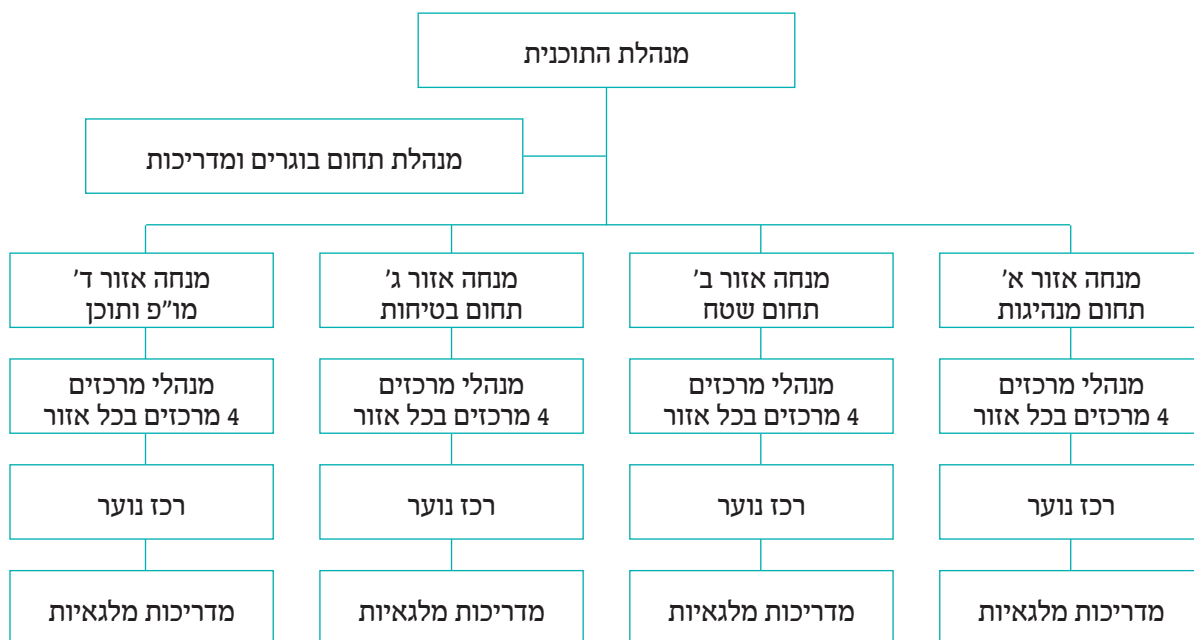 מנהלת התוכנית
מנהלת תחום בוגרים ומדריכות
מנחה אזור א'
תחום מנהיגות
מנחה אזור ב'
תחום שטח
מנחה אזור ג'
תחום בטיחות
מנחה אזור ד'
מו"פ ותוכן
מנהלי מרכזים
4 מרכזים בכל אזור
מנהלי מרכזים
4 מרכזים בכל אזור
מנהלי מרכזים
4 מרכזים בכל אזור
מנהלי מרכזים
4 מרכזים בכל אזור
רכז נוער
רכז נוער
רכז נוער
רכז נוער
מדריכות מלגאיות
מדריכות מלגאיות
מדריכות מלגאיות
מדריכות מלגאיות